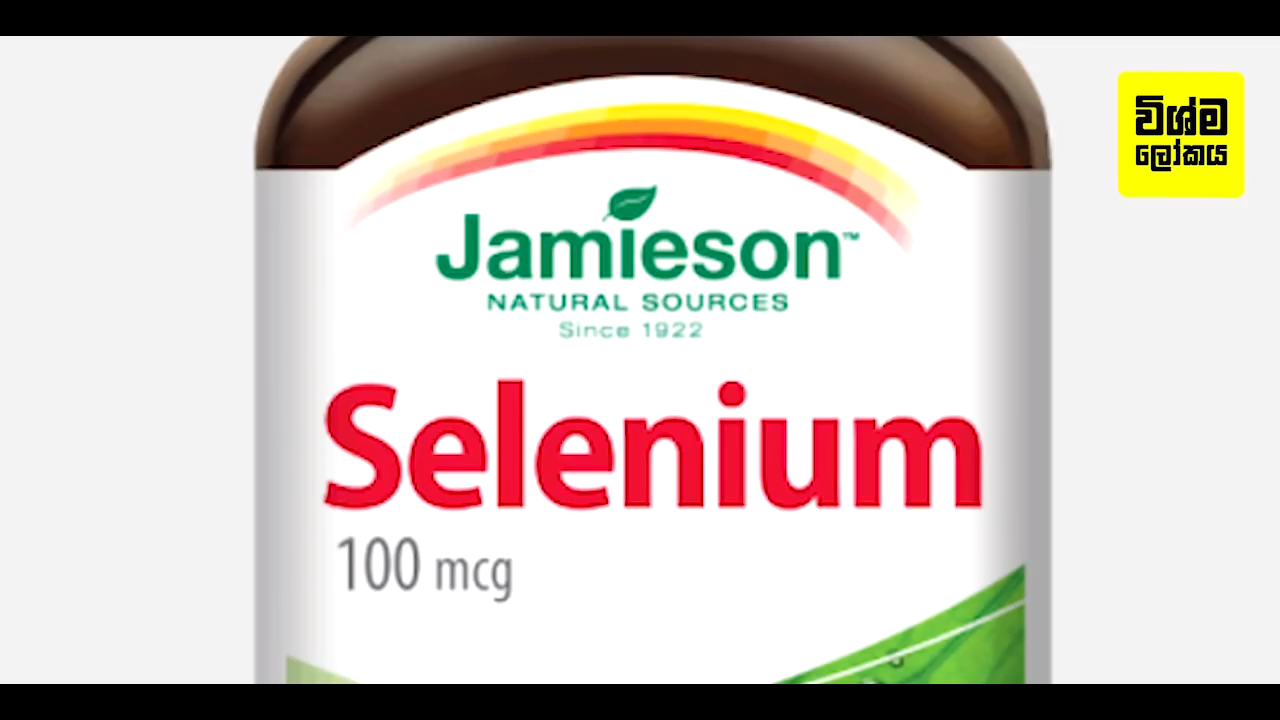 Jamieson™
NATURAL SOURCES
Since 1922
Selenium
100 mcg
විශ්ම
ලෝකය